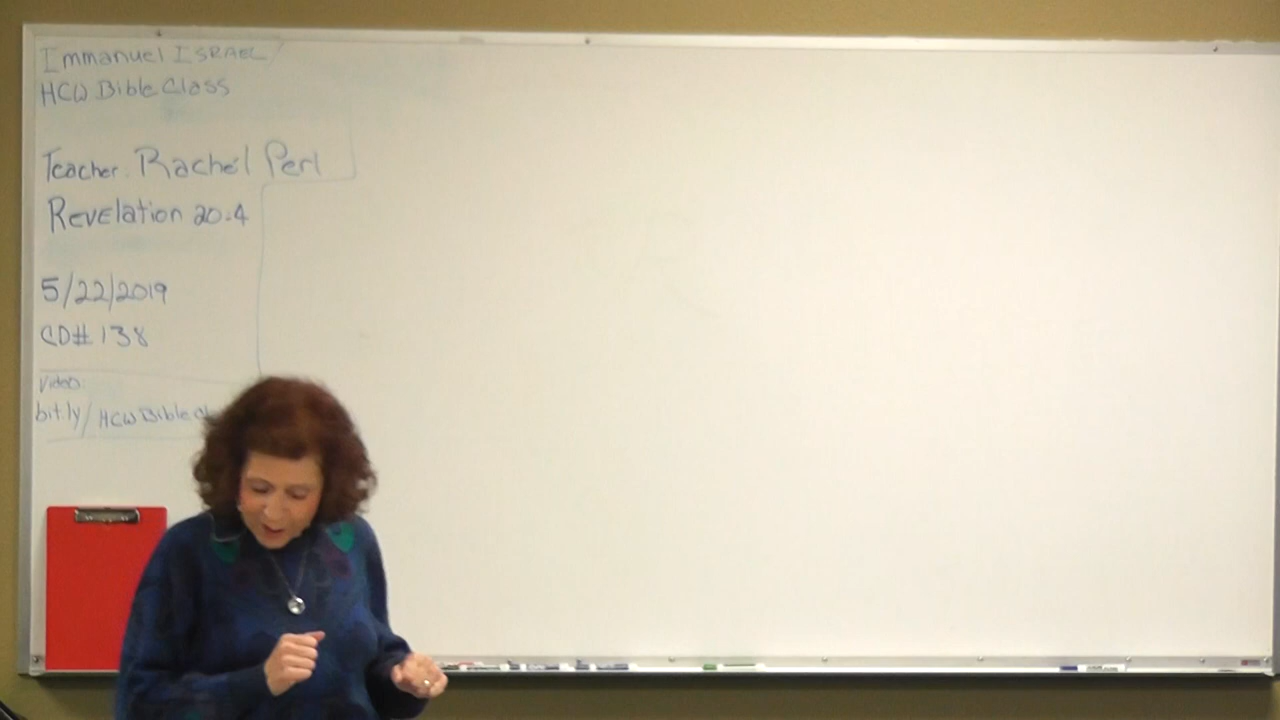 Immanuel ISRAEL/
HCW Bible Class
Teacher: Rachel Perl
Revelation 20:4
5/22/2019
CD# 138
Video:
bit.ly/HCWBibleCl